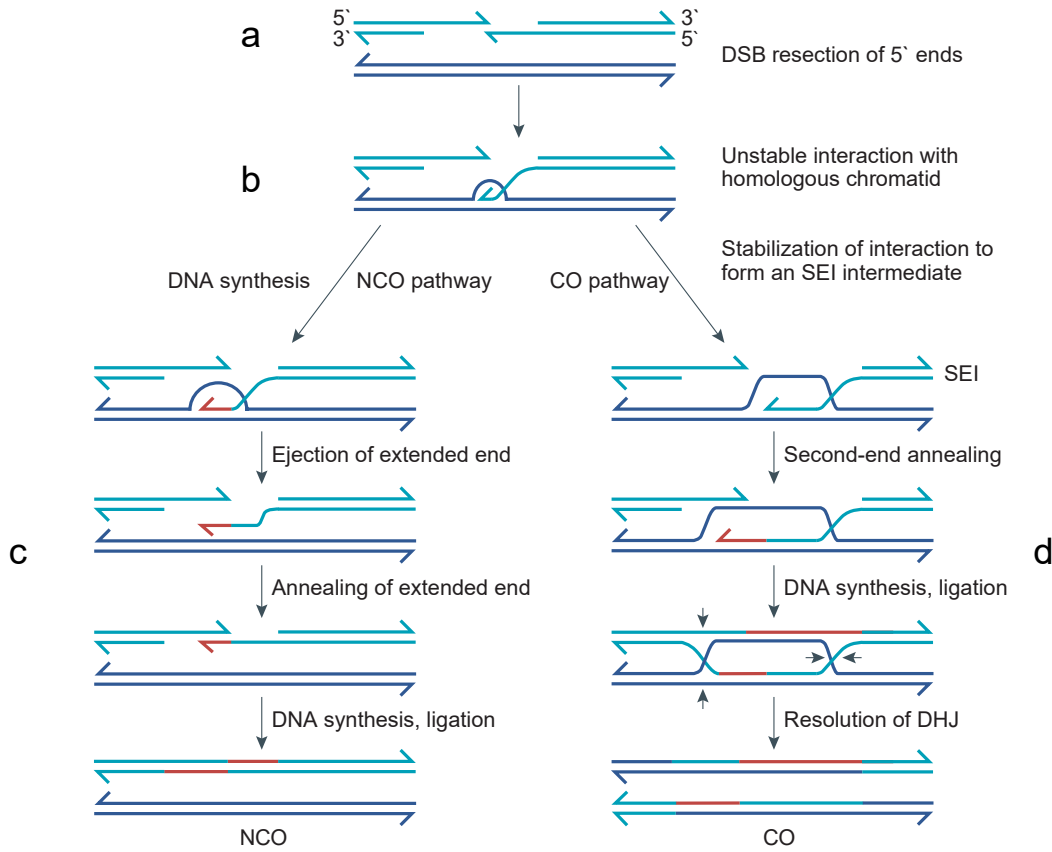 a
5`
3`
3`
5`
DSB resection of 5` ends
b
Unstable interaction with
homologous chromatid
Stabilization of interaction to
form an SEI intermediate
DNA synthesis
NCO pathway
CO pathway
SEI
Ejection of extended end
Second-end annealing
c
d
Annealing of extended end
DNA synthesis, ligation
DNA synthesis, ligation
Resolution of DHJ
NCO
CO